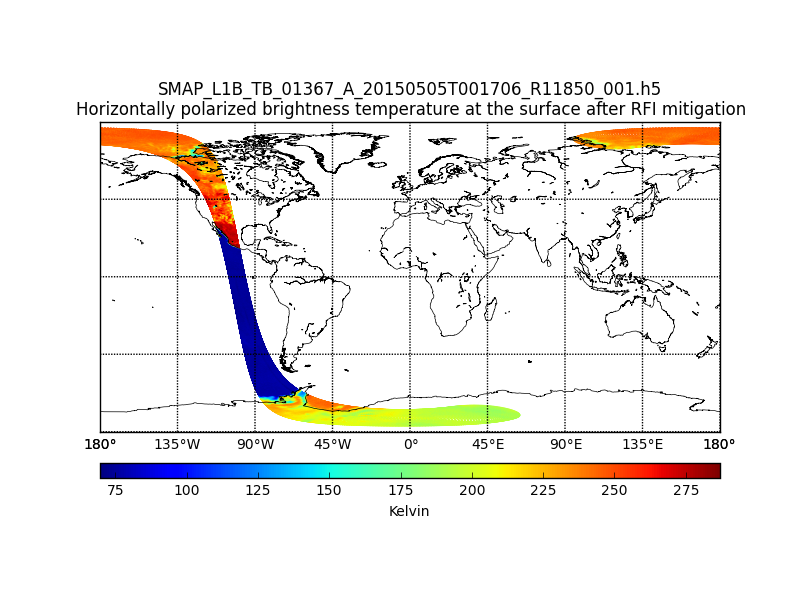 SMAP_L1B_TB_01367_A_20150505T001706_R11850_001.h5
Horizontally polarized brightness temperature at the surface after RFI mitigation
180° 135°W 90°W 45°W 0° 45°E 90°E 135°E 180°
75 100 125 150 175 200 225 250 275
Kelvin